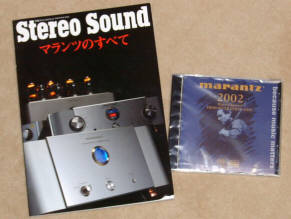 Stereo Sound
マランツのすべて
marantz
2002
because music matters